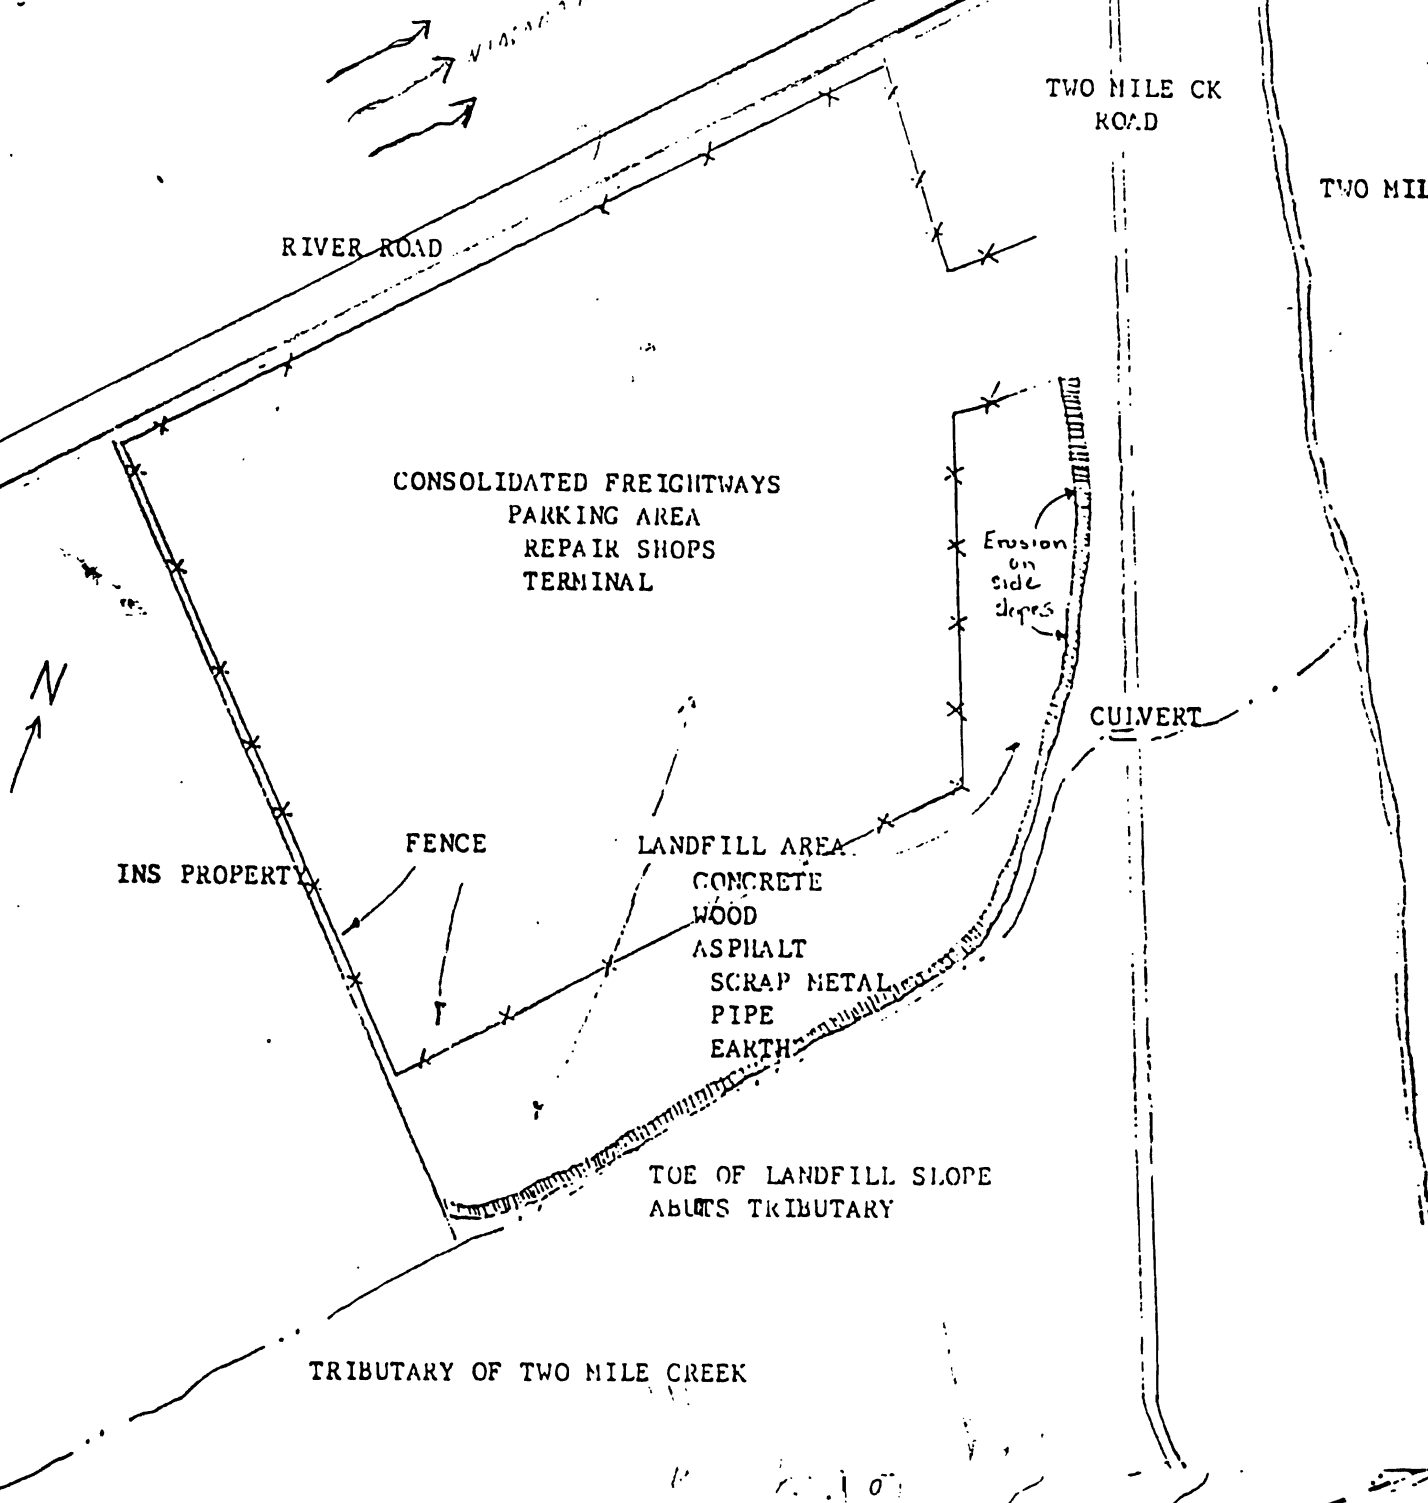 TWO MILE CK
ROAD
TWO MIL
RIVER ROAD
CONSOLIDATED FREIGHTWAYS
PARKING AREA
REPAIR SHOPS
TERMINAL
Erosion
on
side
slopes
N
CULVERT
FENCE
LANDFILL AREA
INS PROPERTY
CONCRETE
WOOD
ASPHALT
SCRAP METAL
PIPE
EARTH
TOE OF LANDFILL SLOPE
ABUTS TRIBUTARY
TRIBUTARY OF TWO MILE CREEK